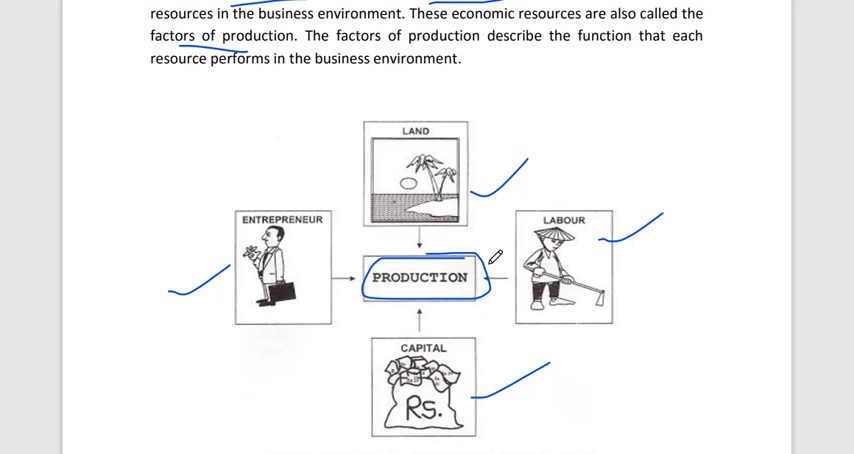 resources in the business environment. These economic resources are also called the
factors of production. The factors of production describe the function that each
resource performs in the business environment.
LAND
ENTREPRENEUR
LABOUR
PRODUCTION
CAPITAL
Rs.